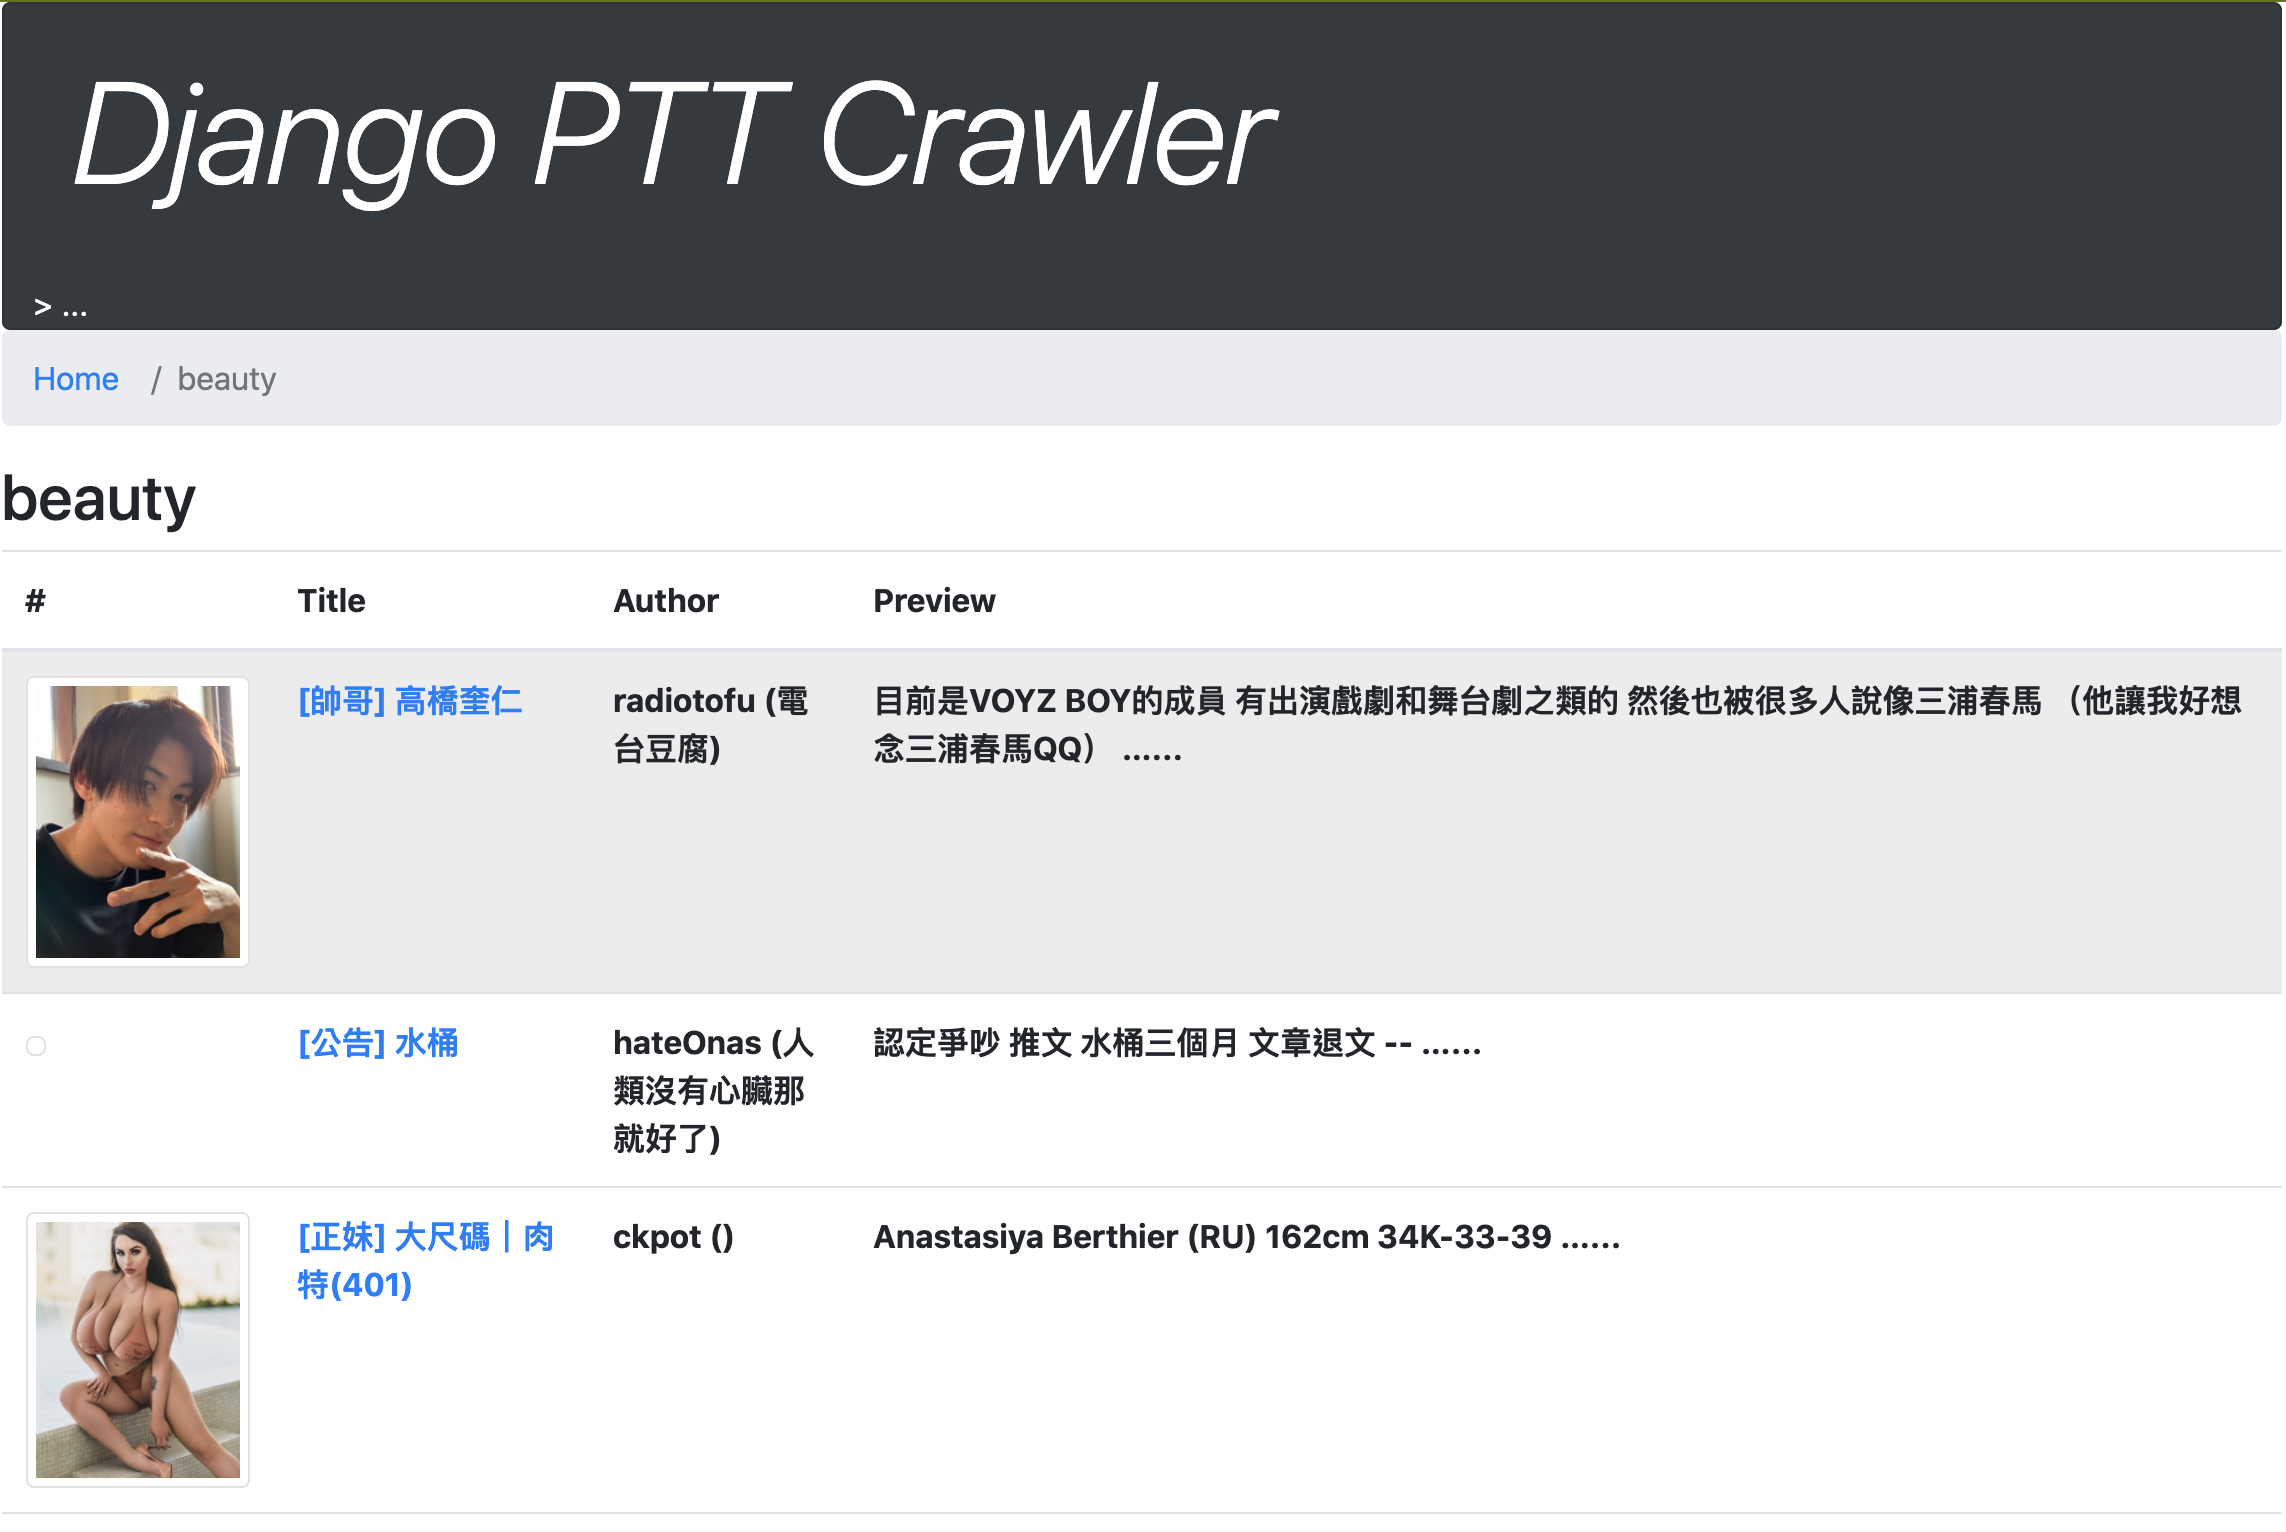 Django PTT Crawler
> ...
Home / beauty
beauty
# Title Author Preview
[帥哥] 高橋奎仁 radiotofu (電 目前是VOYZ BOY的成員 有出演戲劇和舞台劇之類的 然後也被很多人說像三浦春馬 （他讓我好想
台豆腐) 念三浦春馬QQ） ......
[公告] 水桶 hateOnas (人 認定爭吵 推文 水桶三個月 文章退文 -- ......
類沒有心臟那
就好了)
[正妹] 大尺碼｜肉 ckpot () Anastasiya Berthier (RU) 162cm 34K-33-39 ......
特(401)